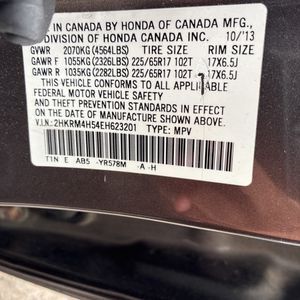 E IN CANADA BY HONDA OF CANADA MFG.,
DIVISION OF HONDA CANADA INC. 10/'13
GVWR 2070KG(4564LBS) TIRE SIZE RIM SIZE
GAWR F 1055KG(2326LBS) 225/65R17 102T 17X6.5J
GAWR R 1035KG(2282LBS) 225/65R17 102T 17X6.5J
THIS VEHICLE CONFORMS TO ALL APPLICABLE
FEDERAL MOTOR VEHICLE SAFETY
STANDARDS IN EFFECT ON THE DATE OF
MANUFACTURE SHOWN ABOVE.
V.I.N:2HKRM4H54EH623201 TYPE: MPV
T1N E AB5 -YR578M -A -H